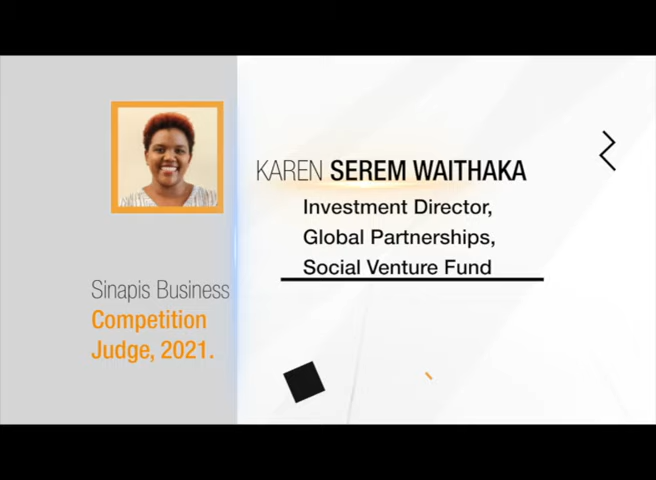 KAREN SEREM WAITHAKA
Investment Director,
Global Partnerships,
Social Venture Fund
Sinapis Business
Competition
Judge, 2021.